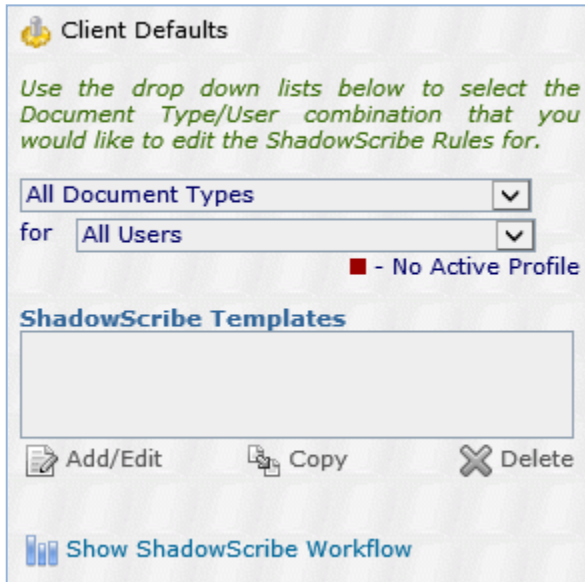 Client Defaults
Use the drop down lists below to select the
Document Type/User combination that you
would like to edit the ShadowScribe Rules for.
All Document Types
for All Users
- No Active Profile
ShadowScribe Templates
Add/Edit Copy Delete
Show ShadowScribe Workflow